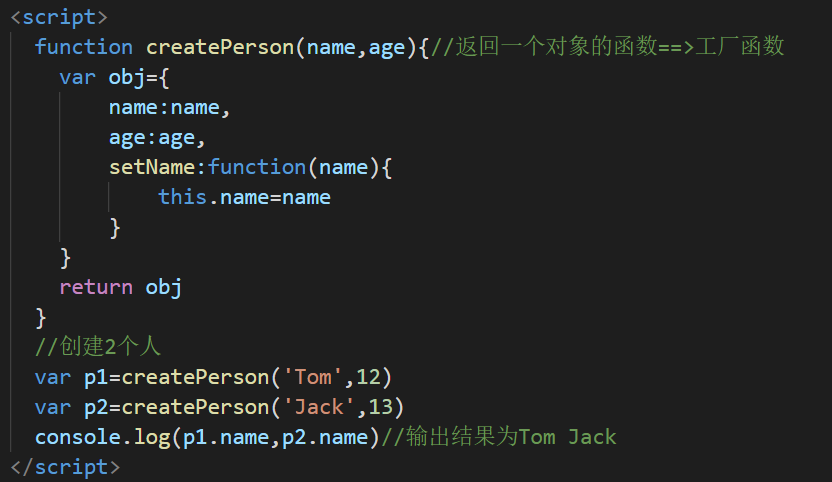 <script>
function createPerson(name,age){//返回一个对象的函数==>工厂函数
var obj={
name:name,
age:age,
setName:function(name){
this.name=name
}
}
return obj
}
//创建2个人
var p1=createPerson('Tom',12)
var p2=createPerson('Jack',13)
console.log(p1.name,p2.name)//输出结果为Tom Jack
</script>